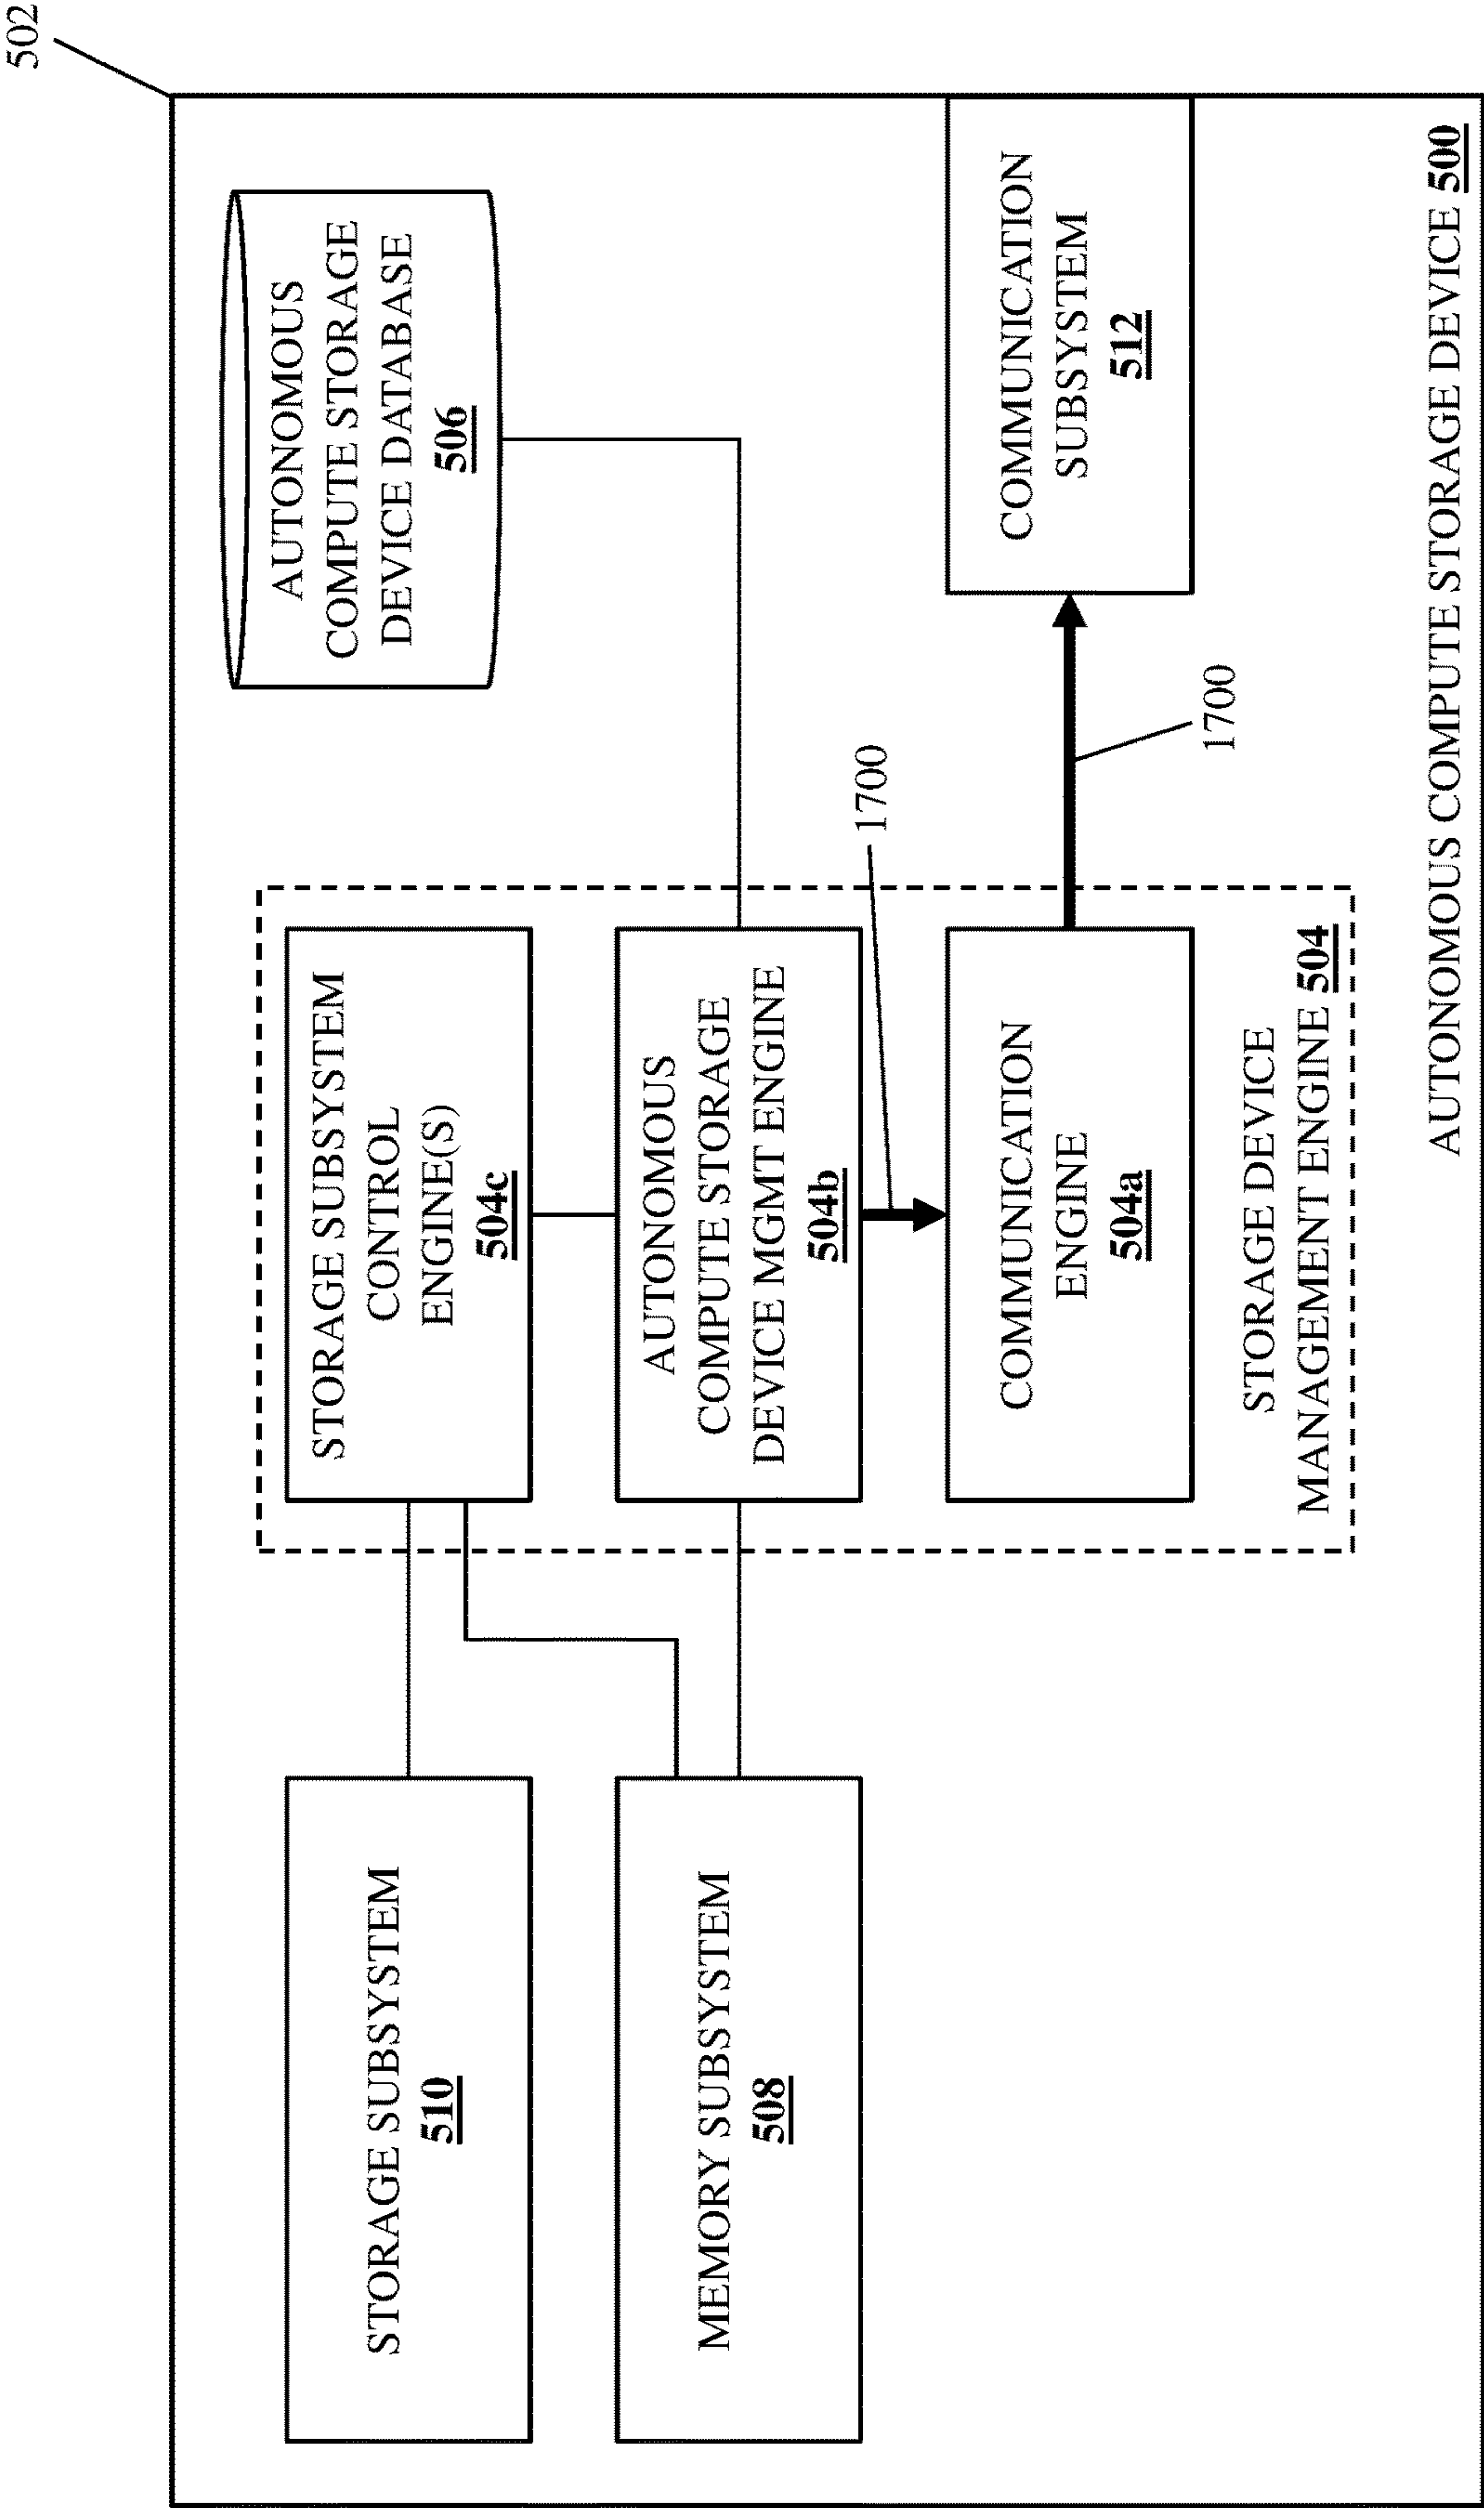 502
STORAGE SUBSYSTEM
510
MEMORY SUBSYSTEM
508
STORAGE SUBSYSTEM
CONTROL
ENGINE(S)
504c
AUTONOMOUS
COMPUTE STORAGE
DEVICE MGMT ENGINE
504b
1700
COMMUNICATION
ENGINE
504a
STORAGE DEVICE
MANAGEMENT ENGINE 504
AUTONOMOUS
COMPUTE STORAGE
DEVICE DATABASE
506
1700
COMMUNICATION
SUBSYSTEM
512
AUTONOMOUS COMPUTE STORAGE DEVICE 500